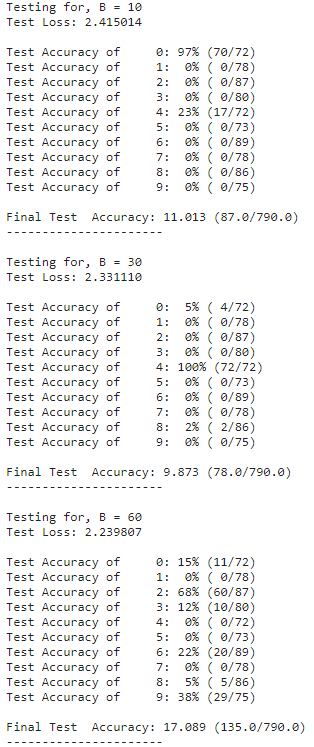 Testing for, B = 10
Test Loss: 2.415014
Test Accuracy of     0: 97% (70/72)
Test Accuracy of     1:  0% ( 0/78)
Test Accuracy of     2:  0% ( 0/87)
Test Accuracy of     3:  0% ( 0/80)
Test Accuracy of     4: 23% (17/72)
Test Accuracy of     5:  0% ( 0/73)
Test Accuracy of     6:  0% ( 0/89)
Test Accuracy of     7:  0% ( 0/78)
Test Accuracy of     8:  0% ( 0/86)
Test Accuracy of     9:  0% ( 0/75)
Final Test  Accuracy: 11.013 (87.0/790.0)
----------------------
Testing for, B = 30
Test Loss: 2.331110
Test Accuracy of     0:  5% ( 4/72)
Test Accuracy of     1:  0% ( 0/78)
Test Accuracy of     2:  0% ( 0/87)
Test Accuracy of     3:  0% ( 0/80)
Test Accuracy of     4: 100% (72/72)
Test Accuracy of     5:  0% ( 0/73)
Test Accuracy of     6:  0% ( 0/89)
Test Accuracy of     7:  0% ( 0/78)
Test Accuracy of     8:  2% ( 2/86)
Test Accuracy of     9:  0% ( 0/75)
Final Test  Accuracy: 9.873 (78.0/790.0)
----------------------
Testing for, B = 60
Test Loss: 2.239807
Test Accuracy of     0: 15% (11/72)
Test Accuracy of     1:  0% ( 0/78)
Test Accuracy of     2: 68% (60/87)
Test Accuracy of     3: 12% (10/80)
Test Accuracy of     4:  0% ( 0/72)
Test Accuracy of     5:  0% ( 0/73)
Test Accuracy of     6: 22% (20/89)
Test Accuracy of     7:  0% ( 0/78)
Test Accuracy of     8:  5% ( 5/86)
Test Accuracy of     9: 38% (29/75)
Final Test  Accuracy: 17.089 (135.0/790.0)
----------------------